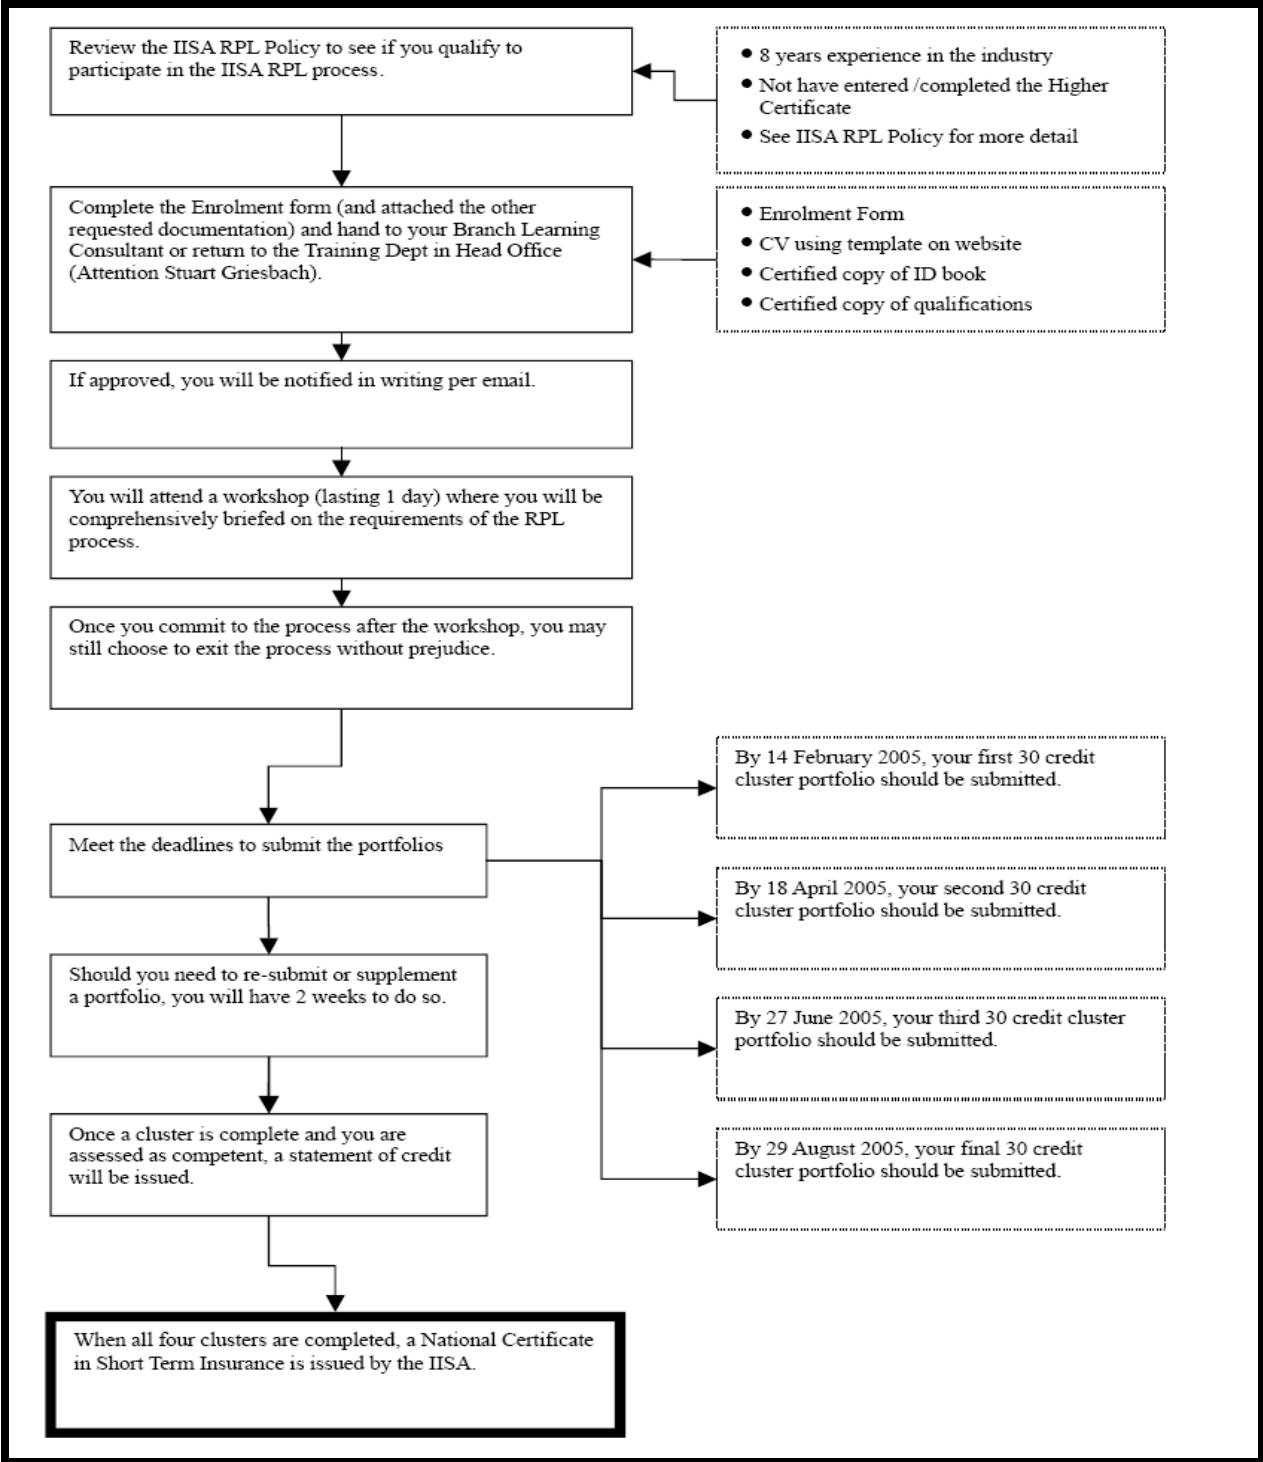 Review the IISA RPL Policy to see if you qualify to
participate in the IISA RPL process.
● 8 years experience in the industry
● Not have entered /completed the Higher
Certificate
● See IISA RPL Policy for more detail
Complete the Enrolment form (and attached the other
requested documentation) and hand to your Branch Learning
Consultant or return to the Training Dept in Head Office
(Attention Stuart Griesbach).
● Enrolment Form
● CV using template on website
● Certified copy of ID book
● Certified copy of qualifications
If approved, you will be notified in writing per email.
You will attend a workshop (lasting 1 day) where you will be
comprehensively briefed on the requirements of the RPL
process.
Once you commit to the process after the workshop, you may
still choose to exit the process without prejudice.
Meet the deadlines to submit the portfolios
By 14 February 2005, your first 30 credit
cluster portfolio should be submitted.
By 18 April 2005, your second 30 credit
cluster portfolio should be submitted.
By 27 June 2005, your third 30 credit cluster
portfolio should be submitted.
By 29 August 2005, your final 30 credit
cluster portfolio should be submitted.
Should you need to re-submit or supplement
a portfolio, you will have 2 weeks to do so.
Once a cluster is complete and you are
assessed as competent, a statement of credit
will be issued.
When all four clusters are completed, a National Certificate
in Short Term Insurance is issued by the IISA.